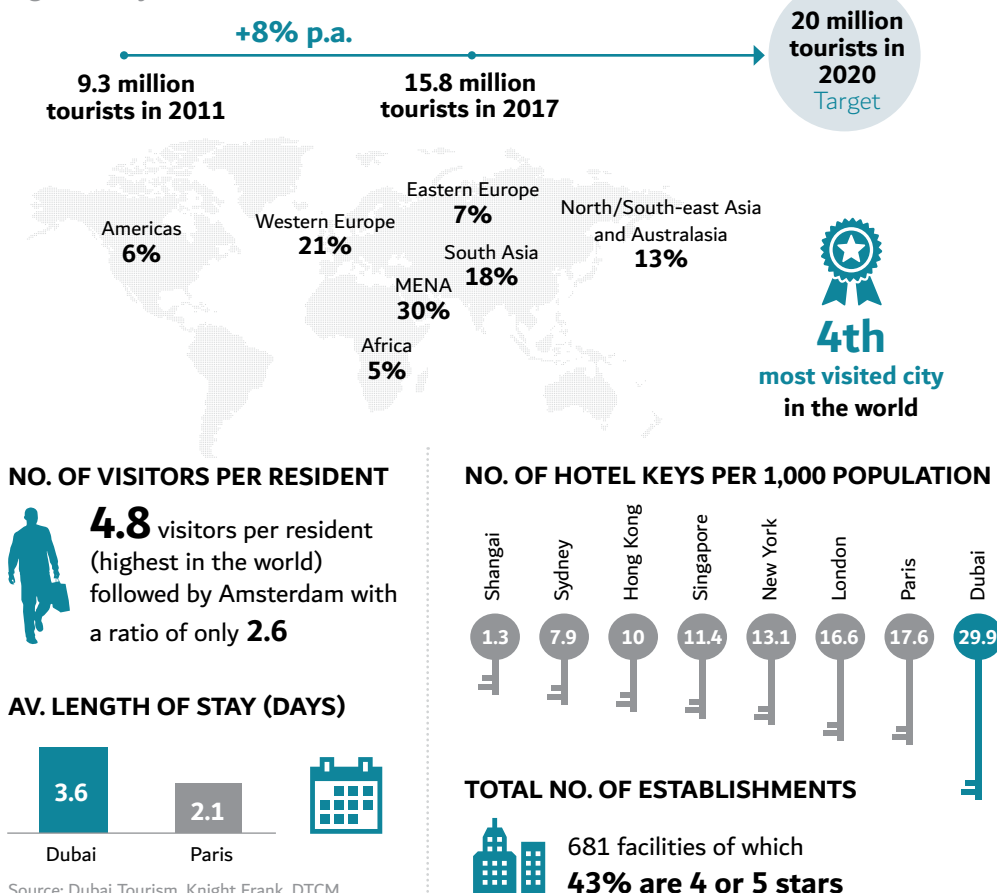 +8% p.a.
20 million
tourists in
2020
Target
9.3 million
tourists in 2011
15.8 million
tourists in 2017
Americas
6%
Western Europe
21%
Eastern Europe
7%
South Asia
18%
MENA
30%
Africa
5%
North/South-east Asia
and Australasia
13%
4th
most visited city
in the world
NO. OF VISITORS PER RESIDENT
4.8 visitors per resident
(highest in the world)
followed by Amsterdam with
a ratio of only 2.6
AV. LENGTH OF STAY (DAYS)
3.6
2.1
Dubai
Paris
Source: Dubai Tourism, Knight Frank, DTCM
NO. OF HOTEL KEYS PER 1,000 POPULATION
Shangai
Sydney
Hong Kong
Singapore
New York
London
Paris
Dubai
1.3
7.9
10
11.4
13.1
16.6
17.6
29.9
TOTAL NO. OF ESTABLISHMENTS
681 facilities of which
43% are 4 or 5 stars